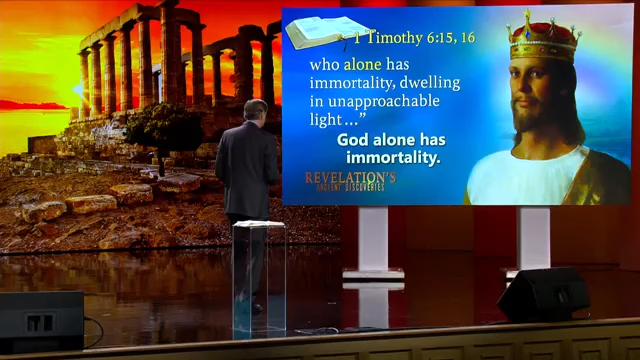 1 Timothy 6:15, 16
who alone has
immortality, dwelling
in unapproachable
light…”
God alone has
immortality.
REVELATION'S
ANCIENT DISCOVERIES